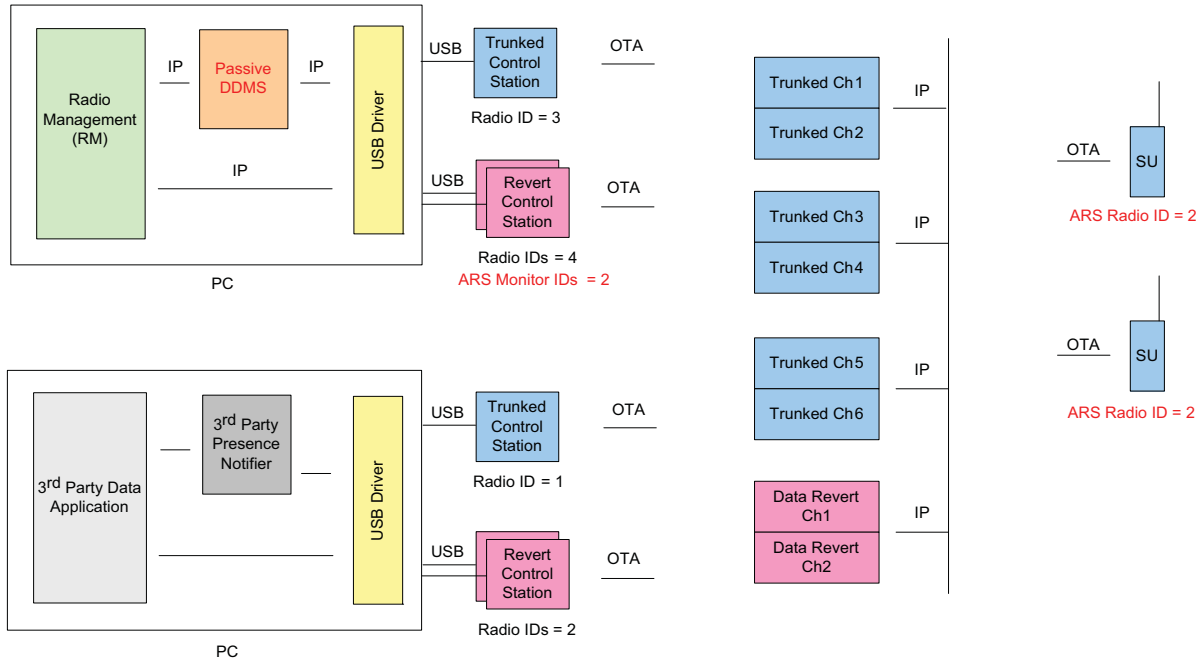 Radio
Management
(RM)
IP
Passive
DDMS
IP
IP
USB Driver
PC
USB
Trunked
Control
Station
Radio ID = 3
OTA
USB
Revert
Control
Station
Radio IDs = 4
ARS Monitor IDs = 2
OTA
3rd Party Data
Application
3rd Party
Presence
Notifier
USB Driver
PC
USB
Trunked
Control
Station
Radio ID = 1
OTA
USB
Revert
Control
Station
Radio IDs = 2
OTA
Trunked Ch1
Trunked Ch2
IP
Trunked Ch3
Trunked Ch4
IP
Trunked Ch5
Trunked Ch6
IP
Data Revert
Ch1
Data Revert
Ch2
IP
OTA
SU
ARS Radio ID = 2
OTA
SU
ARS Radio ID = 2